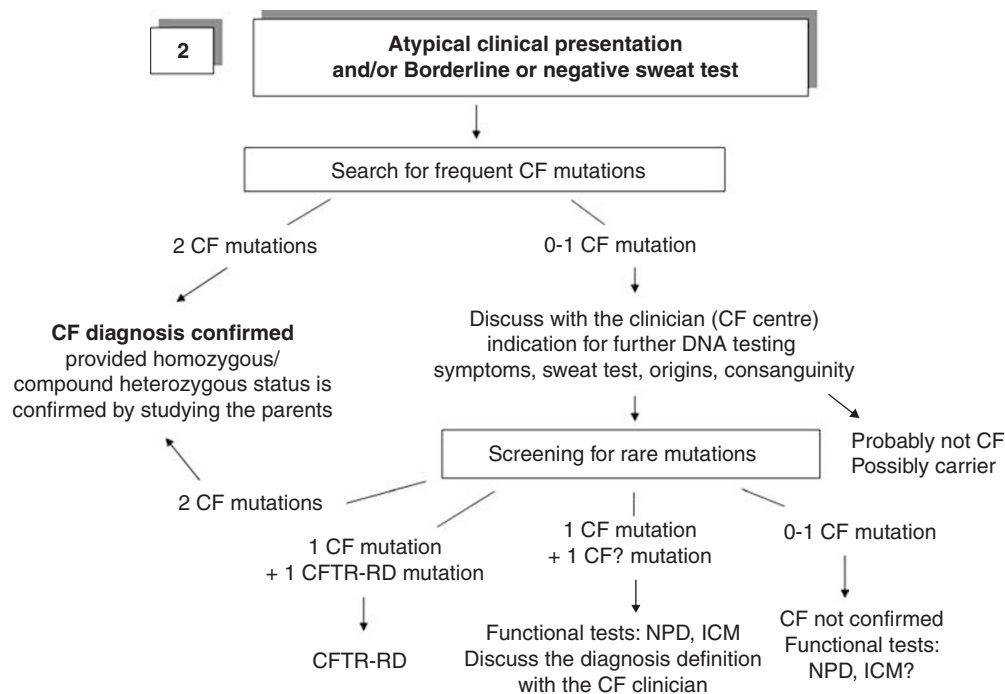 2
Atypical clinical presentation
and/or Borderline or negative sweat test
Search for frequent CF mutations
2 CF mutations
0-1 CF mutation
CF diagnosis confirmed
provided homozygous/
compound heterozygous status is
confirmed by studying the parents
Discuss with the clinician (CF centre)
indication for further DNA testing
symptoms, sweat test, origins, consanguinity
Probably not CF
Possibly carrier
Screening for rare mutations
2 CF mutations
1 CF mutation
+ 1 CFTR-RD mutation
1 CF mutation
+ 1 CF? mutation
0-1 CF mutation
CFTR-RD
Functional tests: NPD, ICM
Discuss the diagnosis definition
with the CF clinician
CF not confirmed
Functional tests:
NPD, ICM?